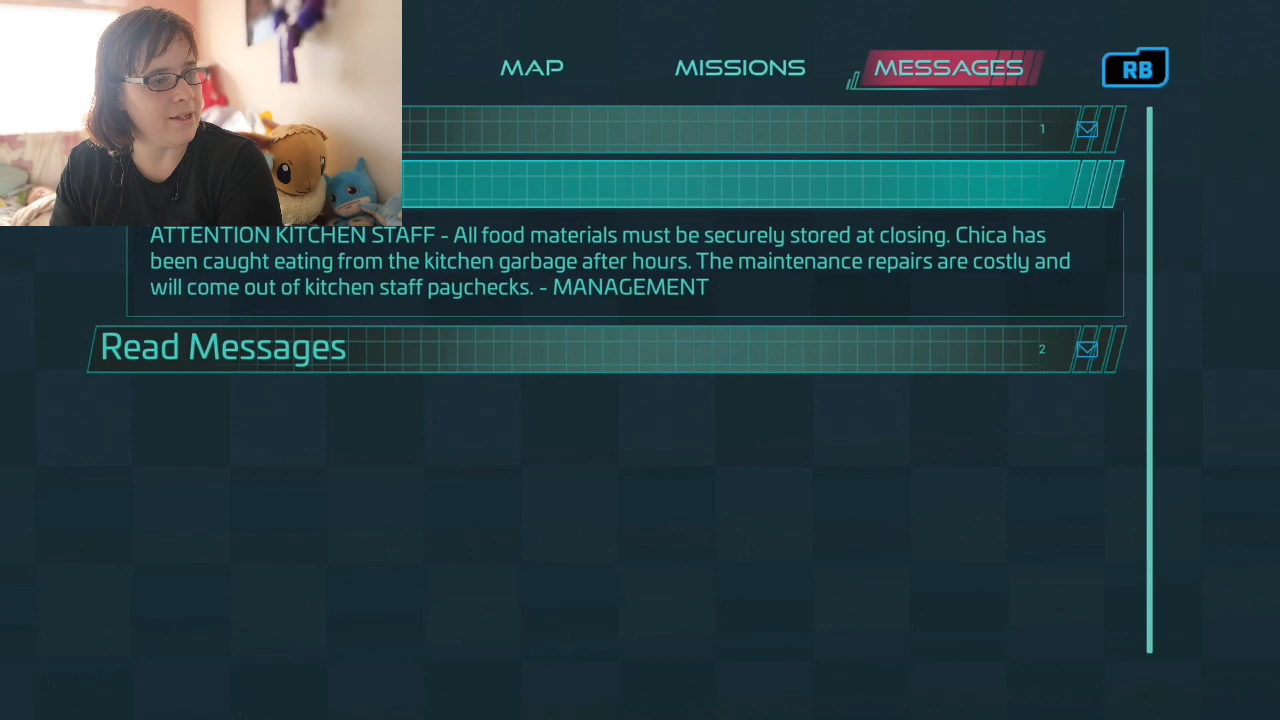 MAP
MISSIONS
MESSAGES
RB
1
ATTENTION KITCHEN STAFF - All food materials must be securely stored at closing. Chica has
been caught eating from the kitchen garbage after hours. The maintenance repairs are costly and
will come out of kitchen staff paychecks. - MANAGEMENT
Read Messages
2